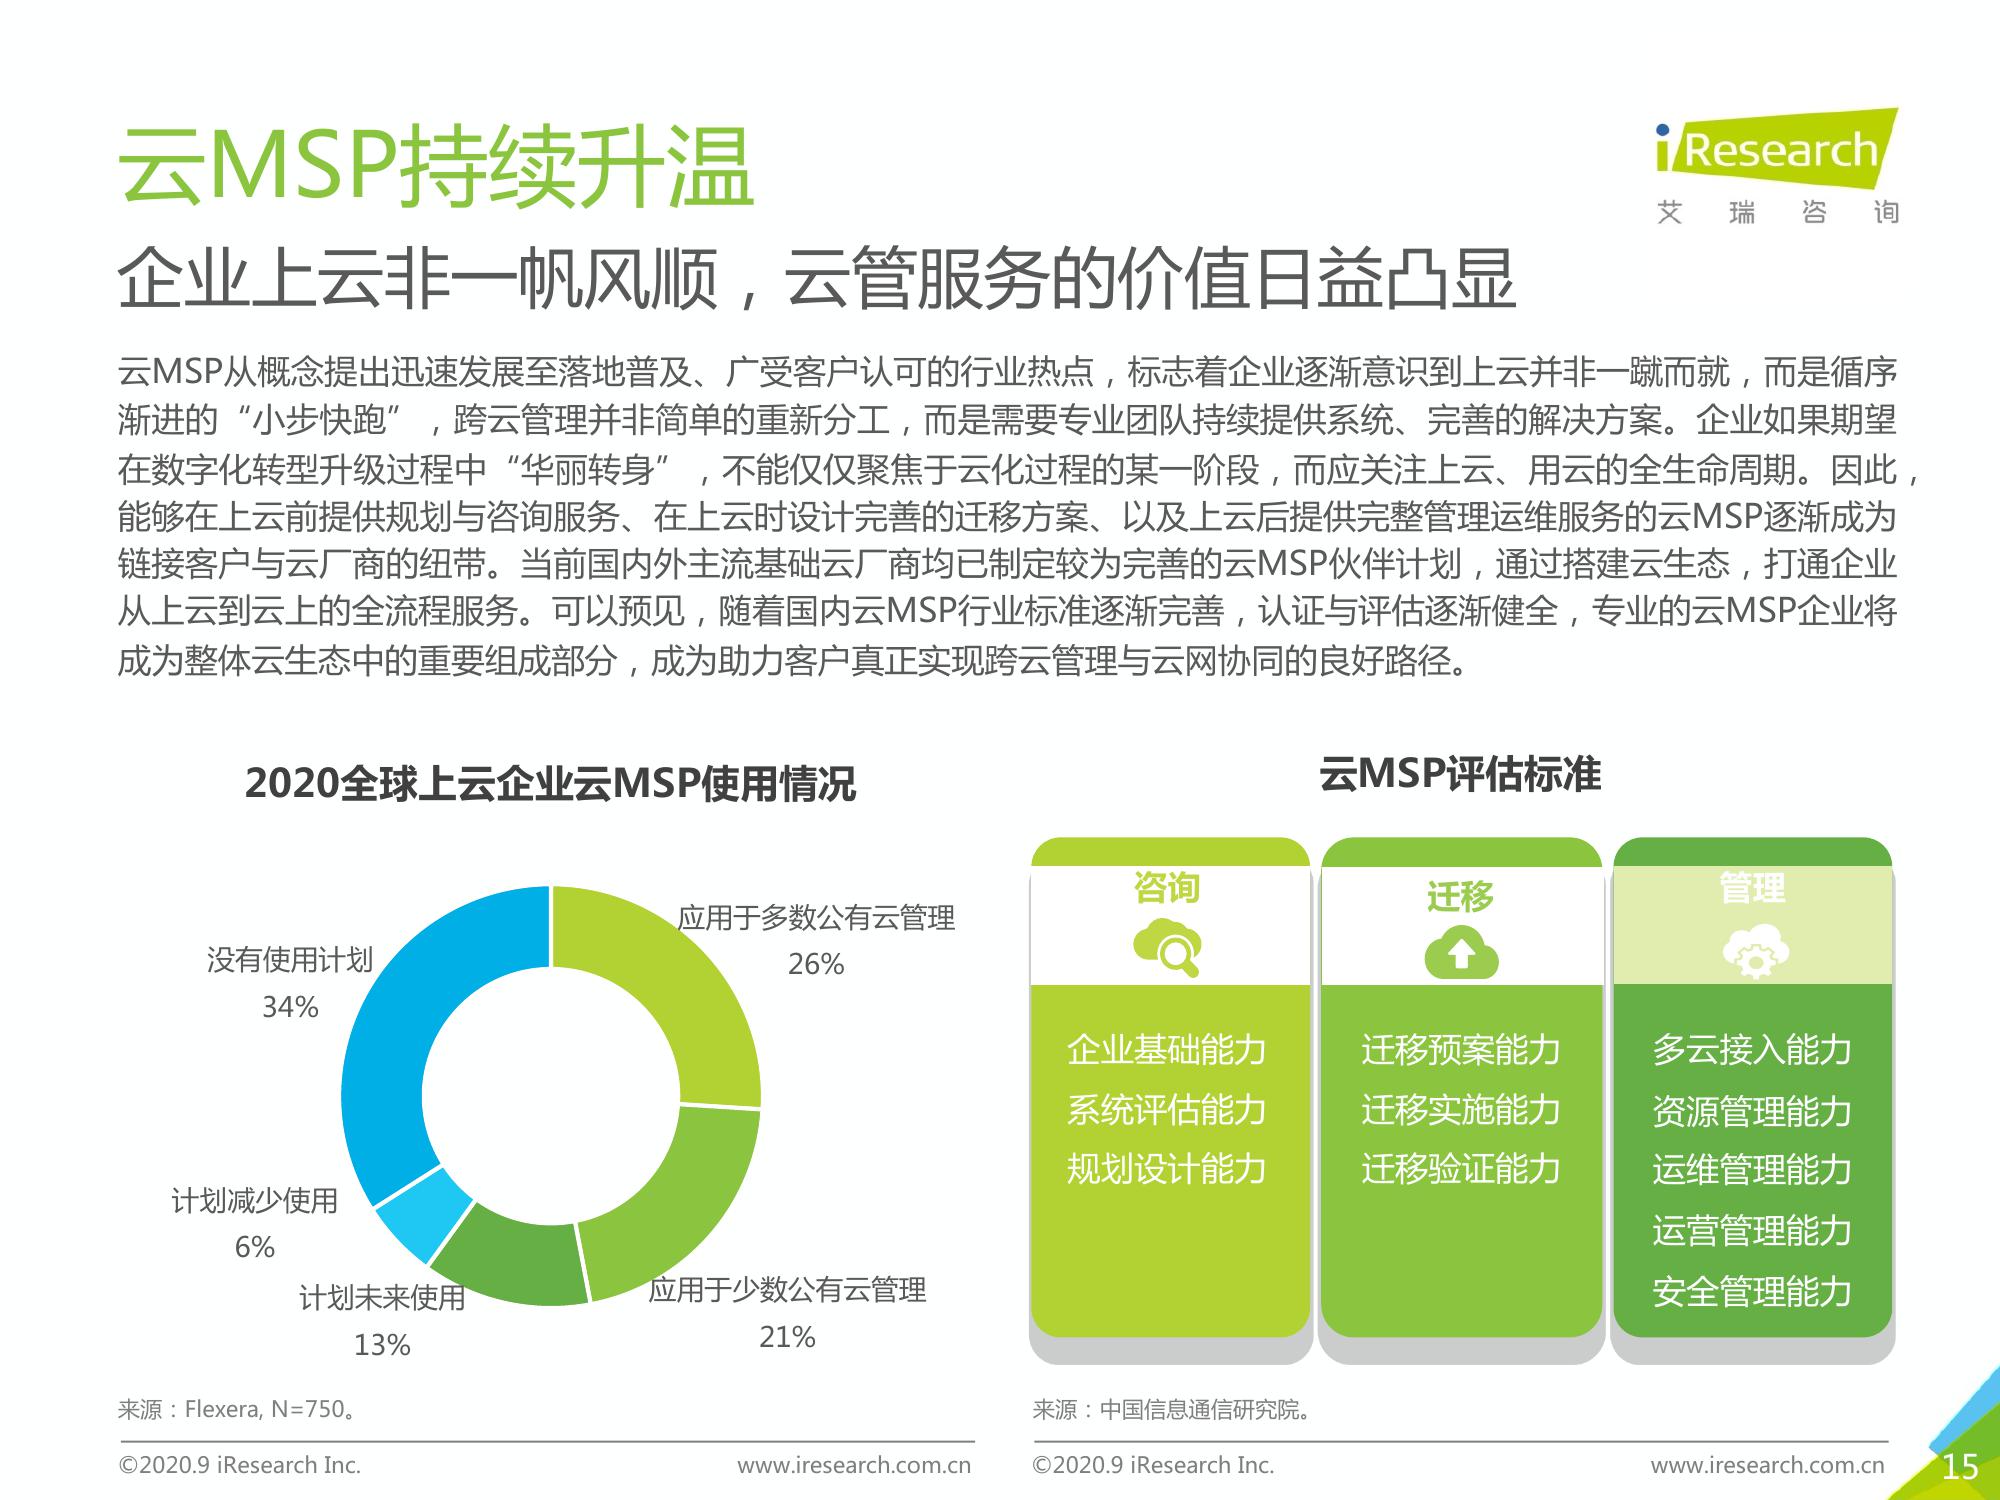 云MSP持续升温
iResearch
艾瑞咨询
企业上云非一帆风顺，云管服务的价值日益凸显
云MSP从概念提出迅速发展至落地普及、广受客户认可的行业热点，标志着企业逐渐意识到上云并非一蹴而就，而是循序
渐进的“小步快跑”，跨云管理并非简单的重新分工，而是需要专业团队持续提供系统、完善的解决方案。企业如果期望
在数字化转型升级过程中“华丽转身”，不能仅仅聚焦于云化过程的某一阶段，而应关注上云、用云的全生命周期。因此，
能够在上云前提供规划与咨询服务、在上云时设计完善的迁移方案、以及上云后提供完整管理运维服务的云MSP逐渐成为
链接客户与云厂商的纽带。当前国内外主流基础云厂商均已制定较为完善的云MSP伙伴计划，通过搭建云生态，打通企业
从上云到云上的全流程服务。可以预见，随着国内云MSP行业标准逐渐完善，认证与评估逐渐健全，专业的云MSP企业将
成为整体云生态中的重要组成部分，成为助力客户真正实现跨云管理与云网协同的良好路径。
2020全球上云企业云MSP使用情况
应用于多数公有云管理
26%
没有使用计划
34%
计划减少使用
6%
计划未来使用
13%
应用于少数公有云管理
21%
来源：Flexera, N=750。
©2020.9 iResearch Inc.
www.iresearch.com.cn
云MSP评估标准
咨询
企业基础能力
系统评估能力
规划设计能力
迁移
迁移预案能力
迁移实施能力
迁移验证能力
管理
多云接入能力
资源管理能力
运维管理能力
运营管理能力
安全管理能力
来源：中国信息通信研究院。
©2020.9 iResearch Inc.
www.iresearch.com.cn
15